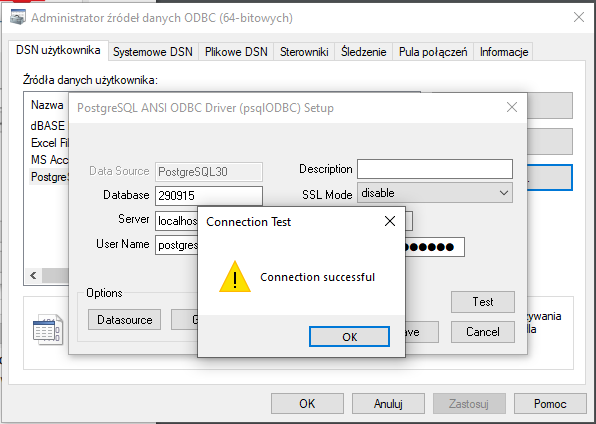 Administrator źródeł danych ODBC (64-bitowych)
DSN użytkownika
Systemowe DSN
Plikowe DSN
Sterowniki
Śledzenie
Pula połączeń
Informacje
Źródła danych użytkownika:
Nazwa
dBASE
Excel Fil
MS Acc
PostgreS
PostgreSQL ANSI ODBC Driver (psqlODBC) Setup
Data Source PostgreSQL30
Description
Database 290915
SSL Mode disable
Server localhos
User Name postgres
Connection Test
Connection successful
OK
Options
Datasource
G
Test
ave
Cancel
ywania
dla
OK
Anuluj
Zastosuj
Pomoc